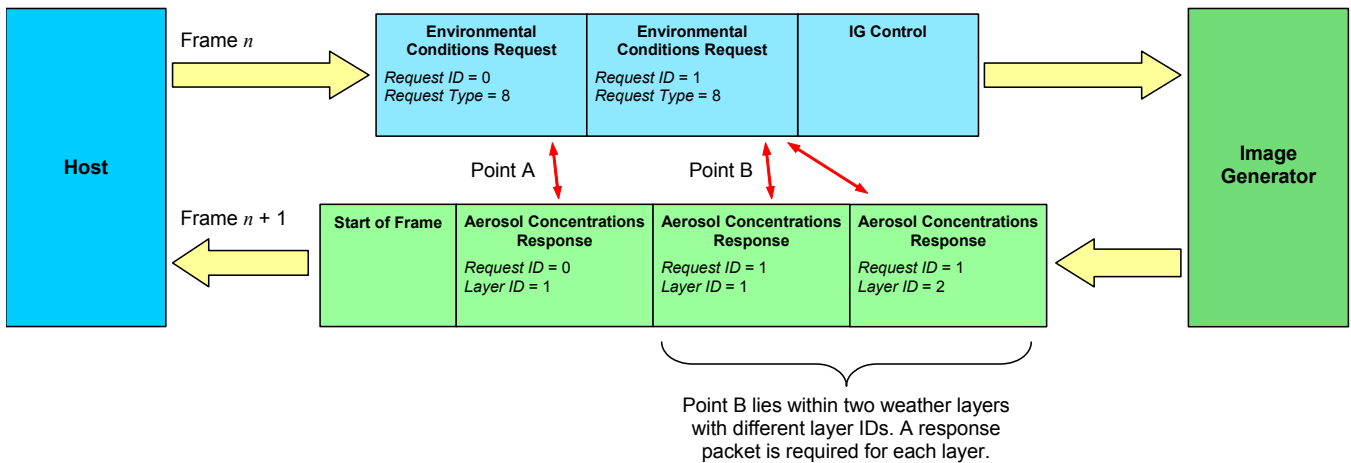 Host
Frame n
Environmental
Conditions Request
Request ID = 0
Request Type = 8
Environmental
Conditions Request
Request ID = 1
Request Type = 8
IG Control
Image
Generator
Point A
Point B
Frame n + 1
Start of Frame
Aerosol Concentrations
Response
Request ID = 0
Layer ID = 1
Aerosol Concentrations
Response
Request ID = 1
Layer ID = 1
Aerosol Concentrations
Response
Request ID = 1
Layer ID = 2
Point B lies within two weather layers
with different layer IDs. A response
packet is required for each layer.